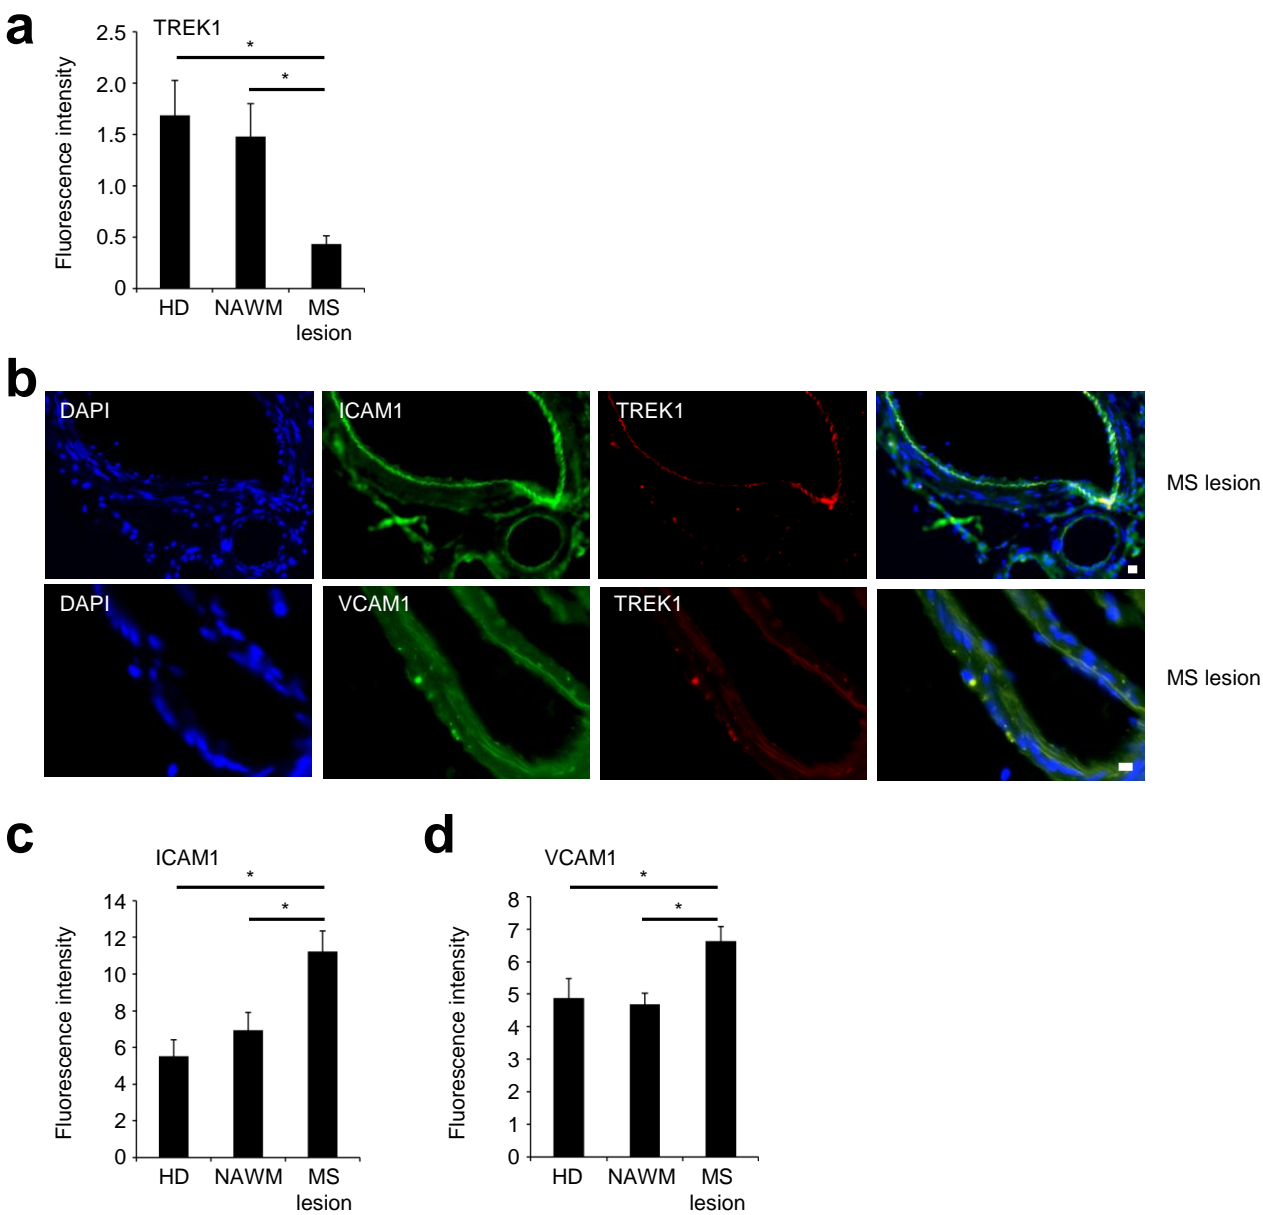 a
TREK1
*
*
2.5
2.0
1.5
1.0
0.5
0
Fluorescence intensity
HD NAWM MS
lesion
b
DAPI ICAM1 TREK1
MS lesion
DAPI VCAM1 TREK1
MS lesion
c
ICAM1
*
*
14
12
10
8
6
4
2
0
Fluorescence intensity
HD NAWM MS
lesion
d
VCAM1
*
*
8
7
6
5
4
3
2
1
0
Fluorescence intensity
HD NAWM MS
lesion